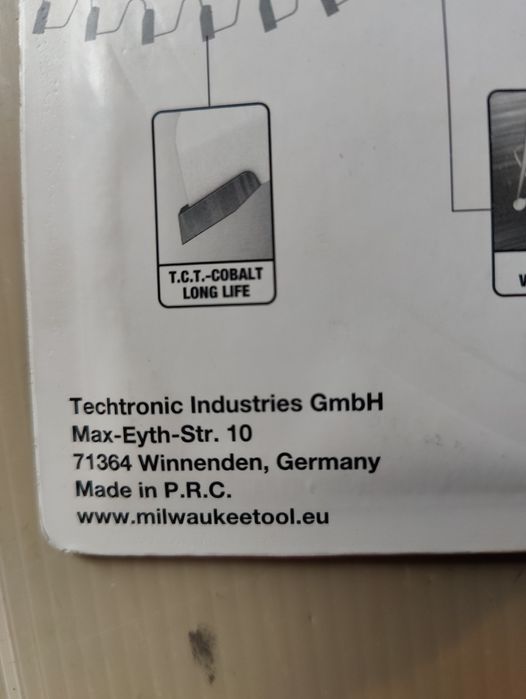 T.C.T.-COBALT
LONG LIFE
Techtronic Industries GmbH
Max-Eyth-Str. 10
71364 Winnenden, Germany
Made in P.R.C.
www.milwaukeetool.eu